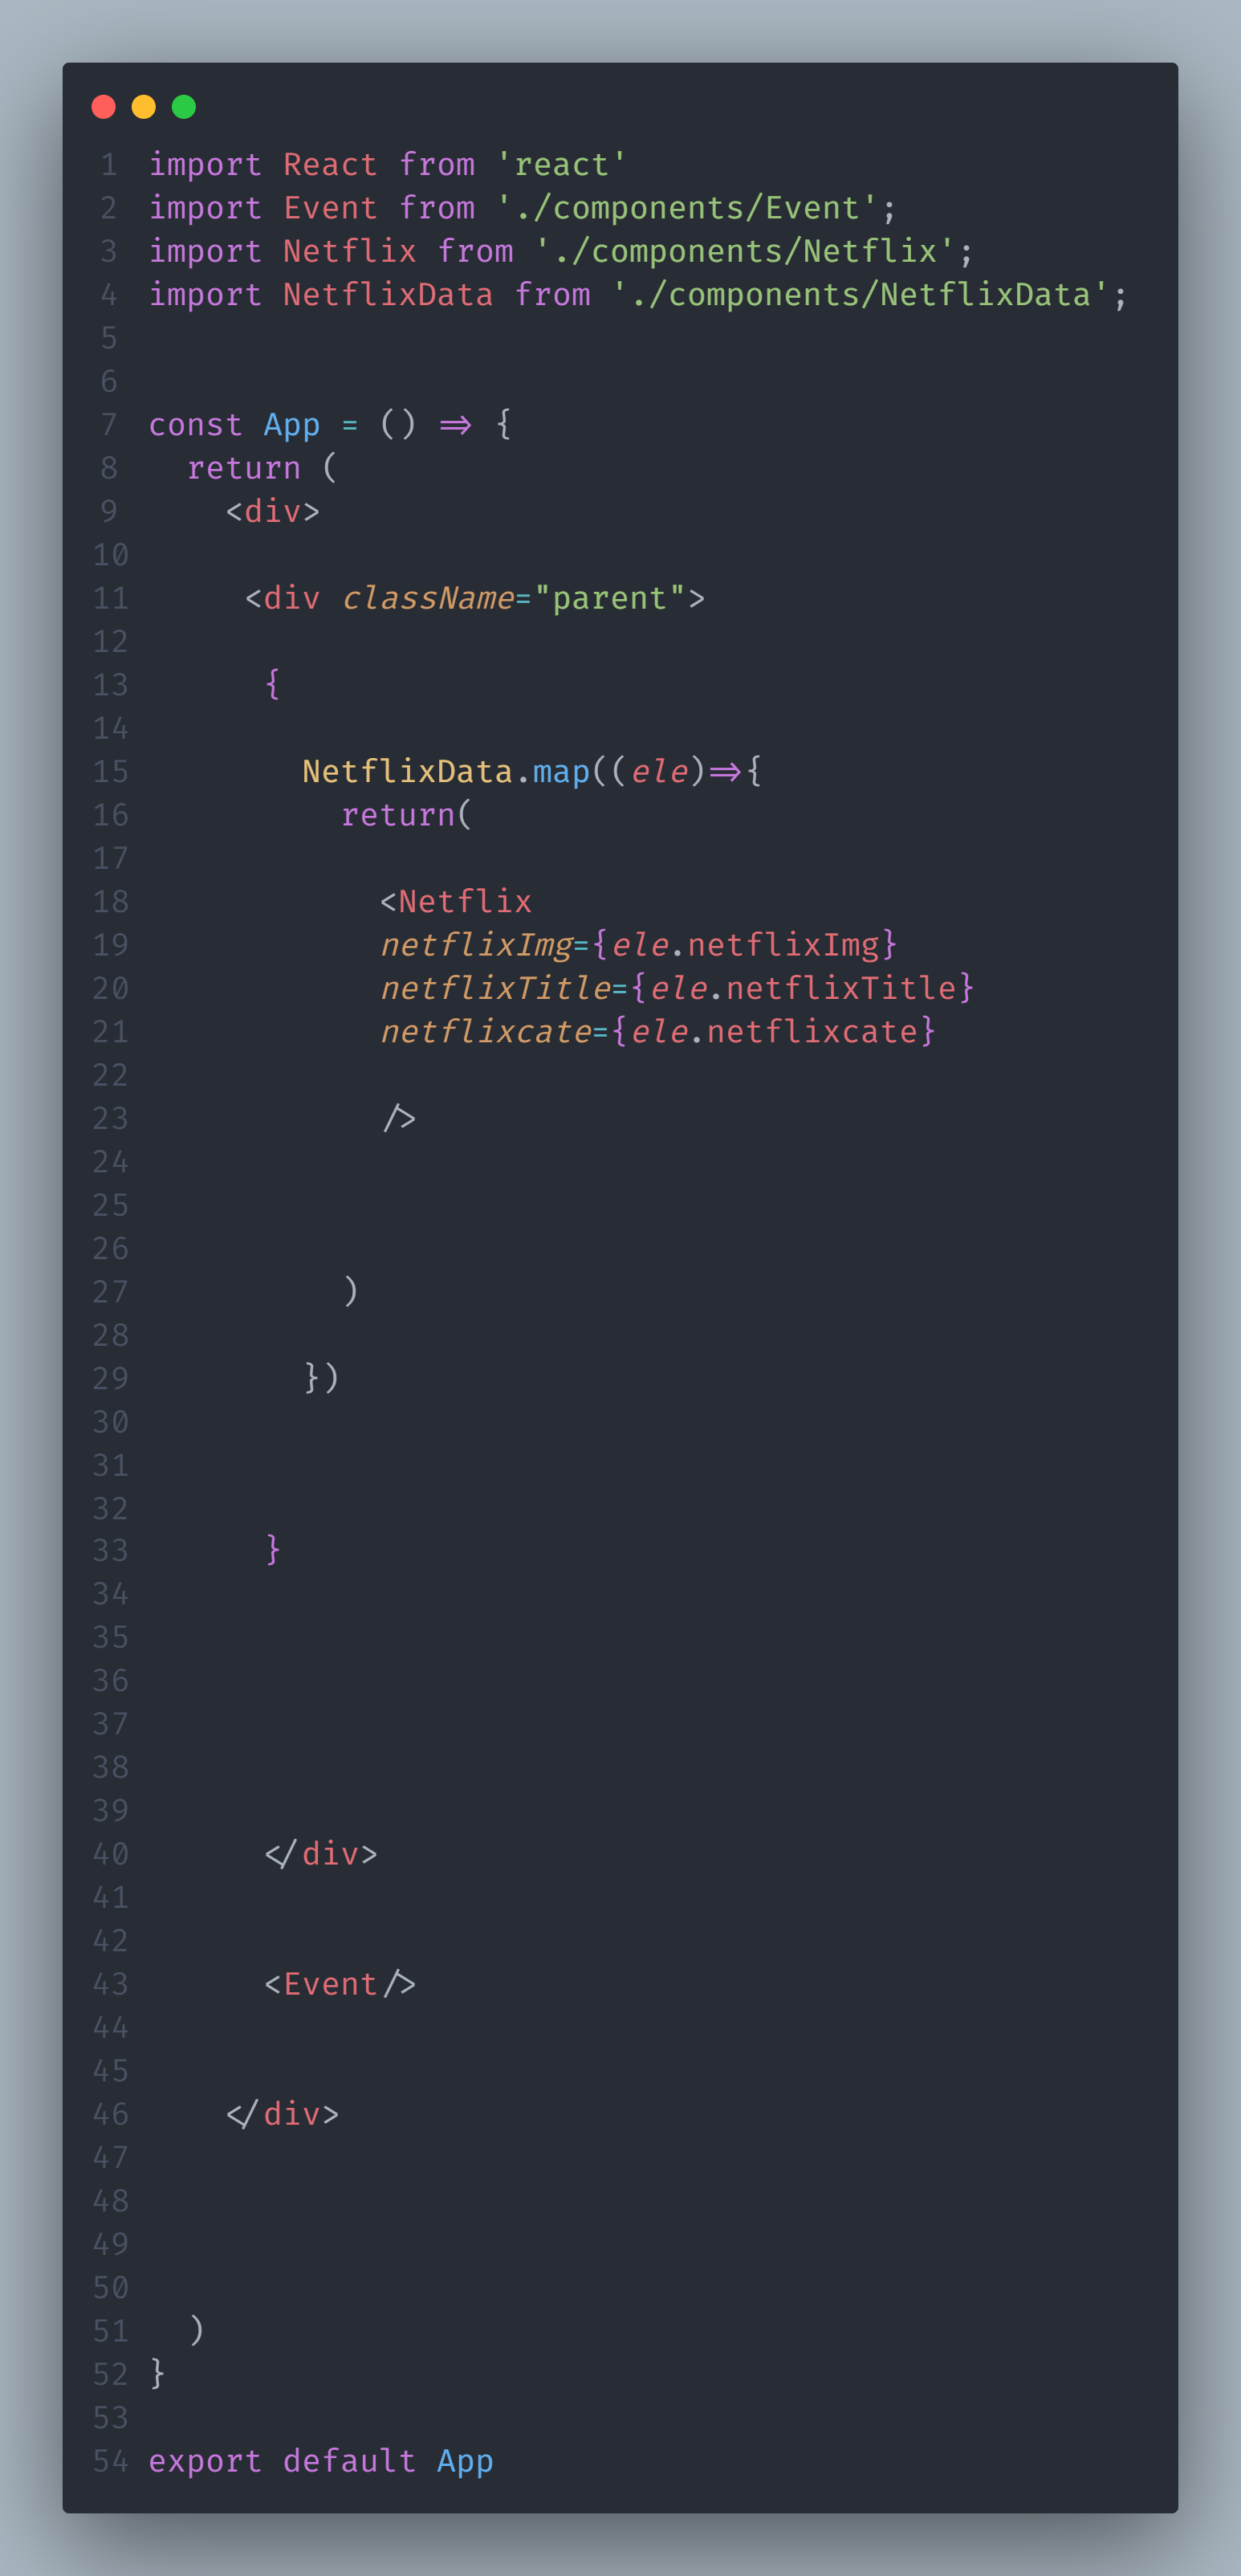 1 import React from 'react'
2 import Event from './components/Event';
3 import Netflix from './components/Netflix';
4 import NetflixData from './components/NetflixData';
5
6
7 const App = () => {
8   return (
9     <div>
10
11      <div className="parent">
12
13       {
14
15         NetflixData.map((ele)=>{
16           return(
17
18             <Netflix
19             netflixImg={ele.netflixImg}
20             netflixTitle={ele.netflixTitle}
21             netflixcate={ele.netflixcate}
22
23             />
24
25
26
27           )
28
29         })
30
31
32
33       }
34
35
36
37
38
39
40       </div>
41
42
43       <Event/>
44
45
46     </div>
47
48
49
50
51   )
52 }
53
54 export default App